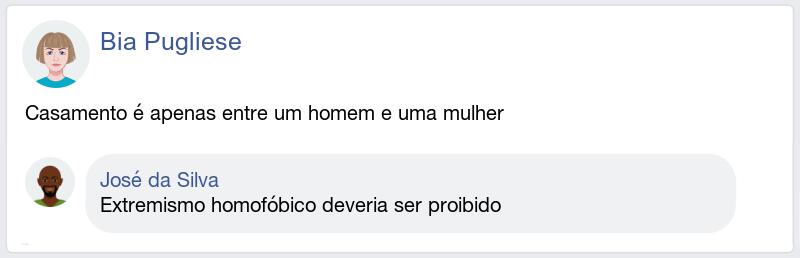 Bia Pugliese
Casamento é apenas entre um homem e uma mulher
José da Silva
Extremismo homofóbico deveria ser proibido